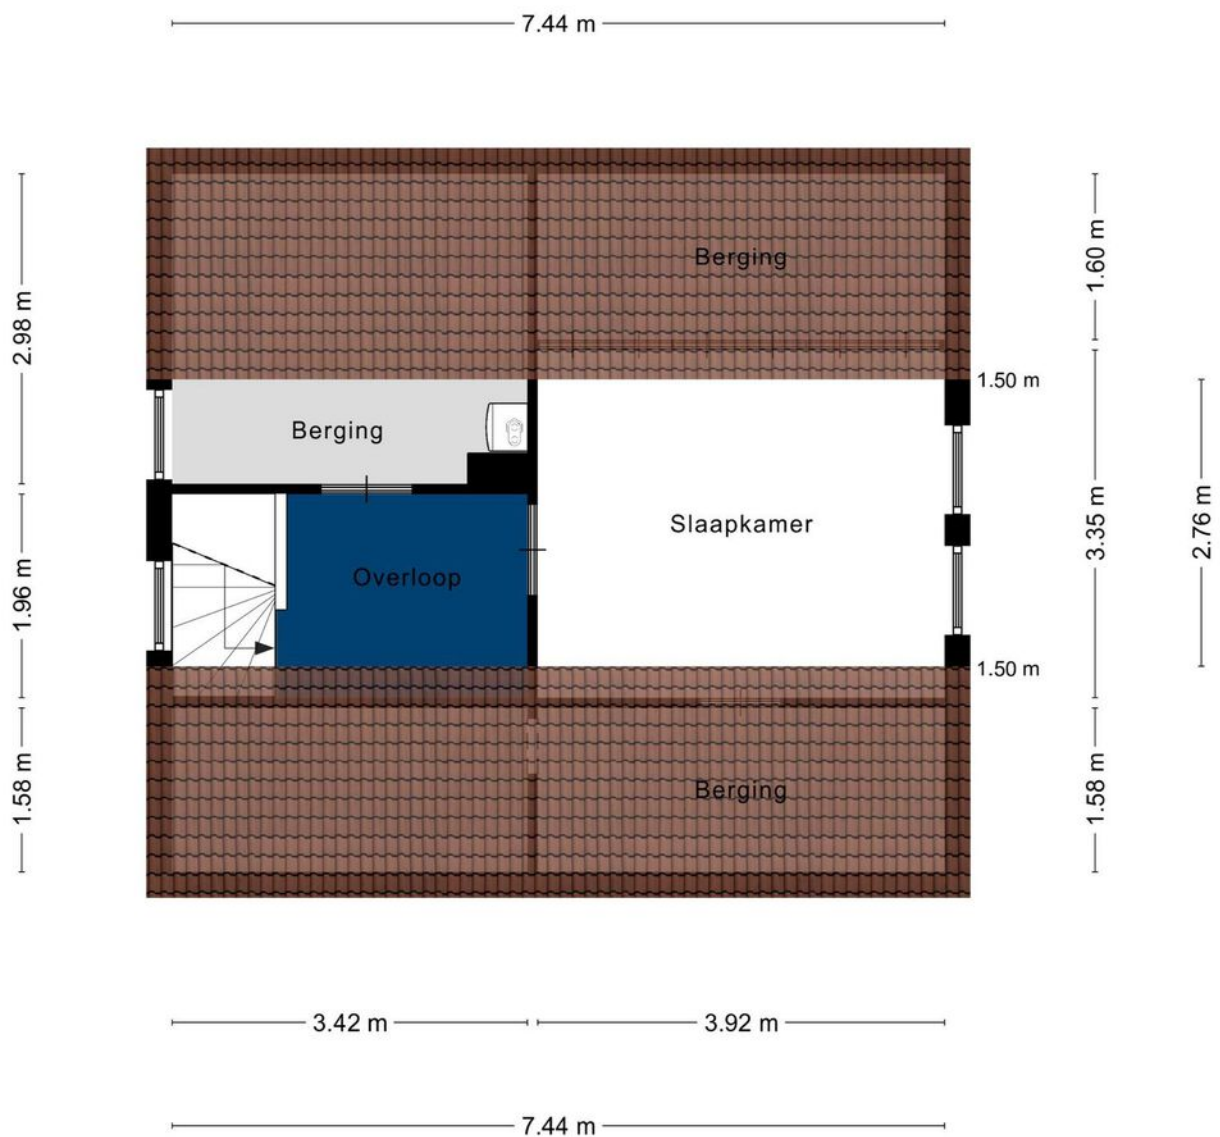 7.44 m
Berging
1.60 m
2.98 m
1.50 m
Berging
Slaapkamer
3.35 m
2.76 m
Overloop
1.96 m
1.50 m
Berging
1.58 m
1.58 m
3.42 m
3.92 m
7.44 m